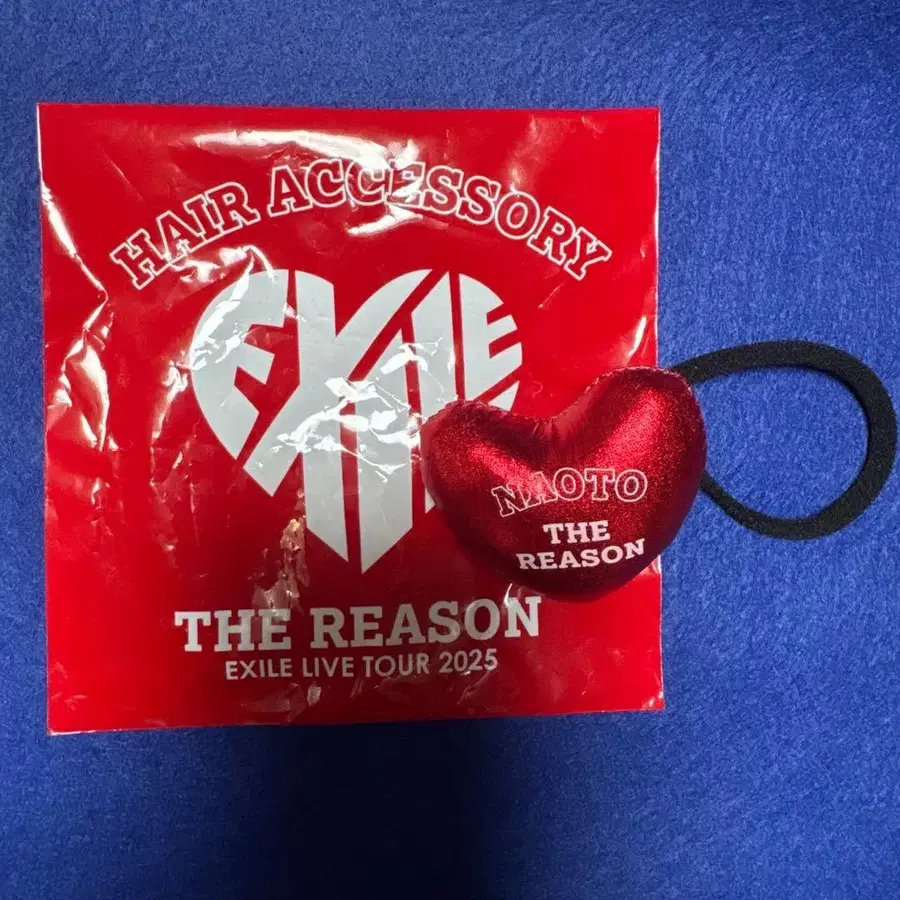 HAIR ACCESSORY
EXILE
THE REASON
EXILE LIVE TOUR 2025
NAOTO
THE
REASON